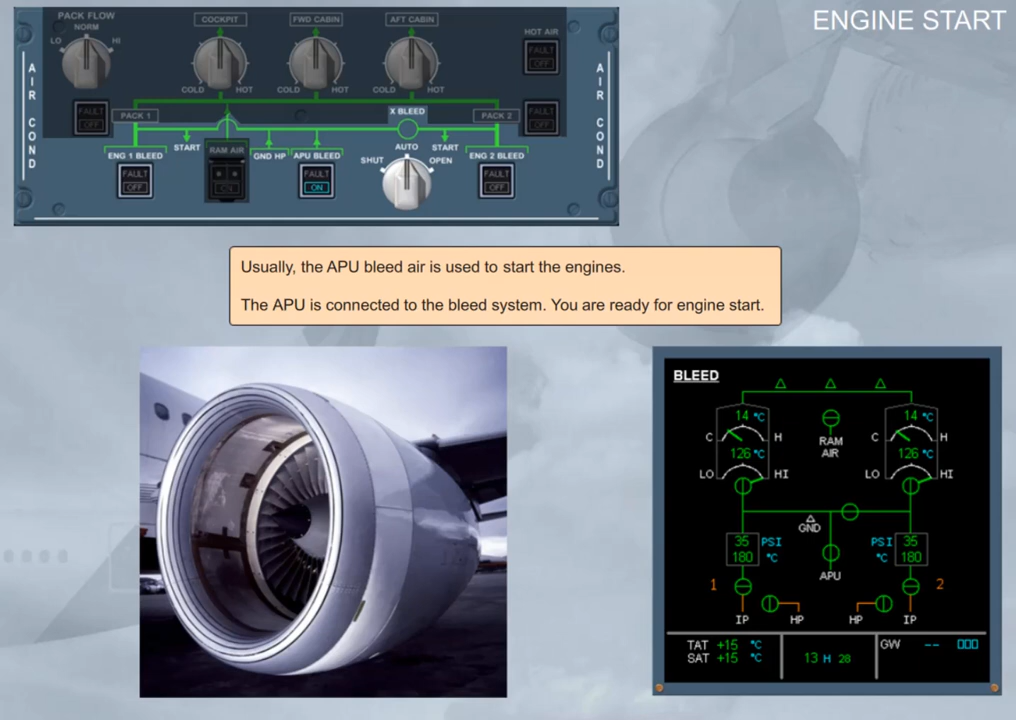 ENGINE START
PACK FLOW
NORM
LO
HI
COCKPIT
FWD CABIN
AFT CABIN
HOT AIR
FAULT
OFF
COLD
HOT
COLD
HOT
COLD
HOT
AIR COND
AIR COND
FAULT
OFF
PACK 1
X BLEED
PACK 2
FAULT
OFF
START
RAM AIR
GND HP
APU BLEED
AUTO
START
ENG 1 BLEED
SHUT
OPEN
ENG 2 BLEED
FAULT
OFF
ON
FAULT
ON
FAULT
OFF
Usually, the APU bleed air is used to start the engines.
The APU is connected to the bleed system. You are ready for engine start.
BLEED
14 °C
14 °C
C
H
RAM
AIR
C
H
126 °C
126 °C
LO
HI
LO
HI
GND
35 PSI
PSI 35
180 °C
°C 180
APU
1
2
IP
HP
HP
IP
TAT +15 °C
SAT +15 °C
13 H 28
GW -- 000